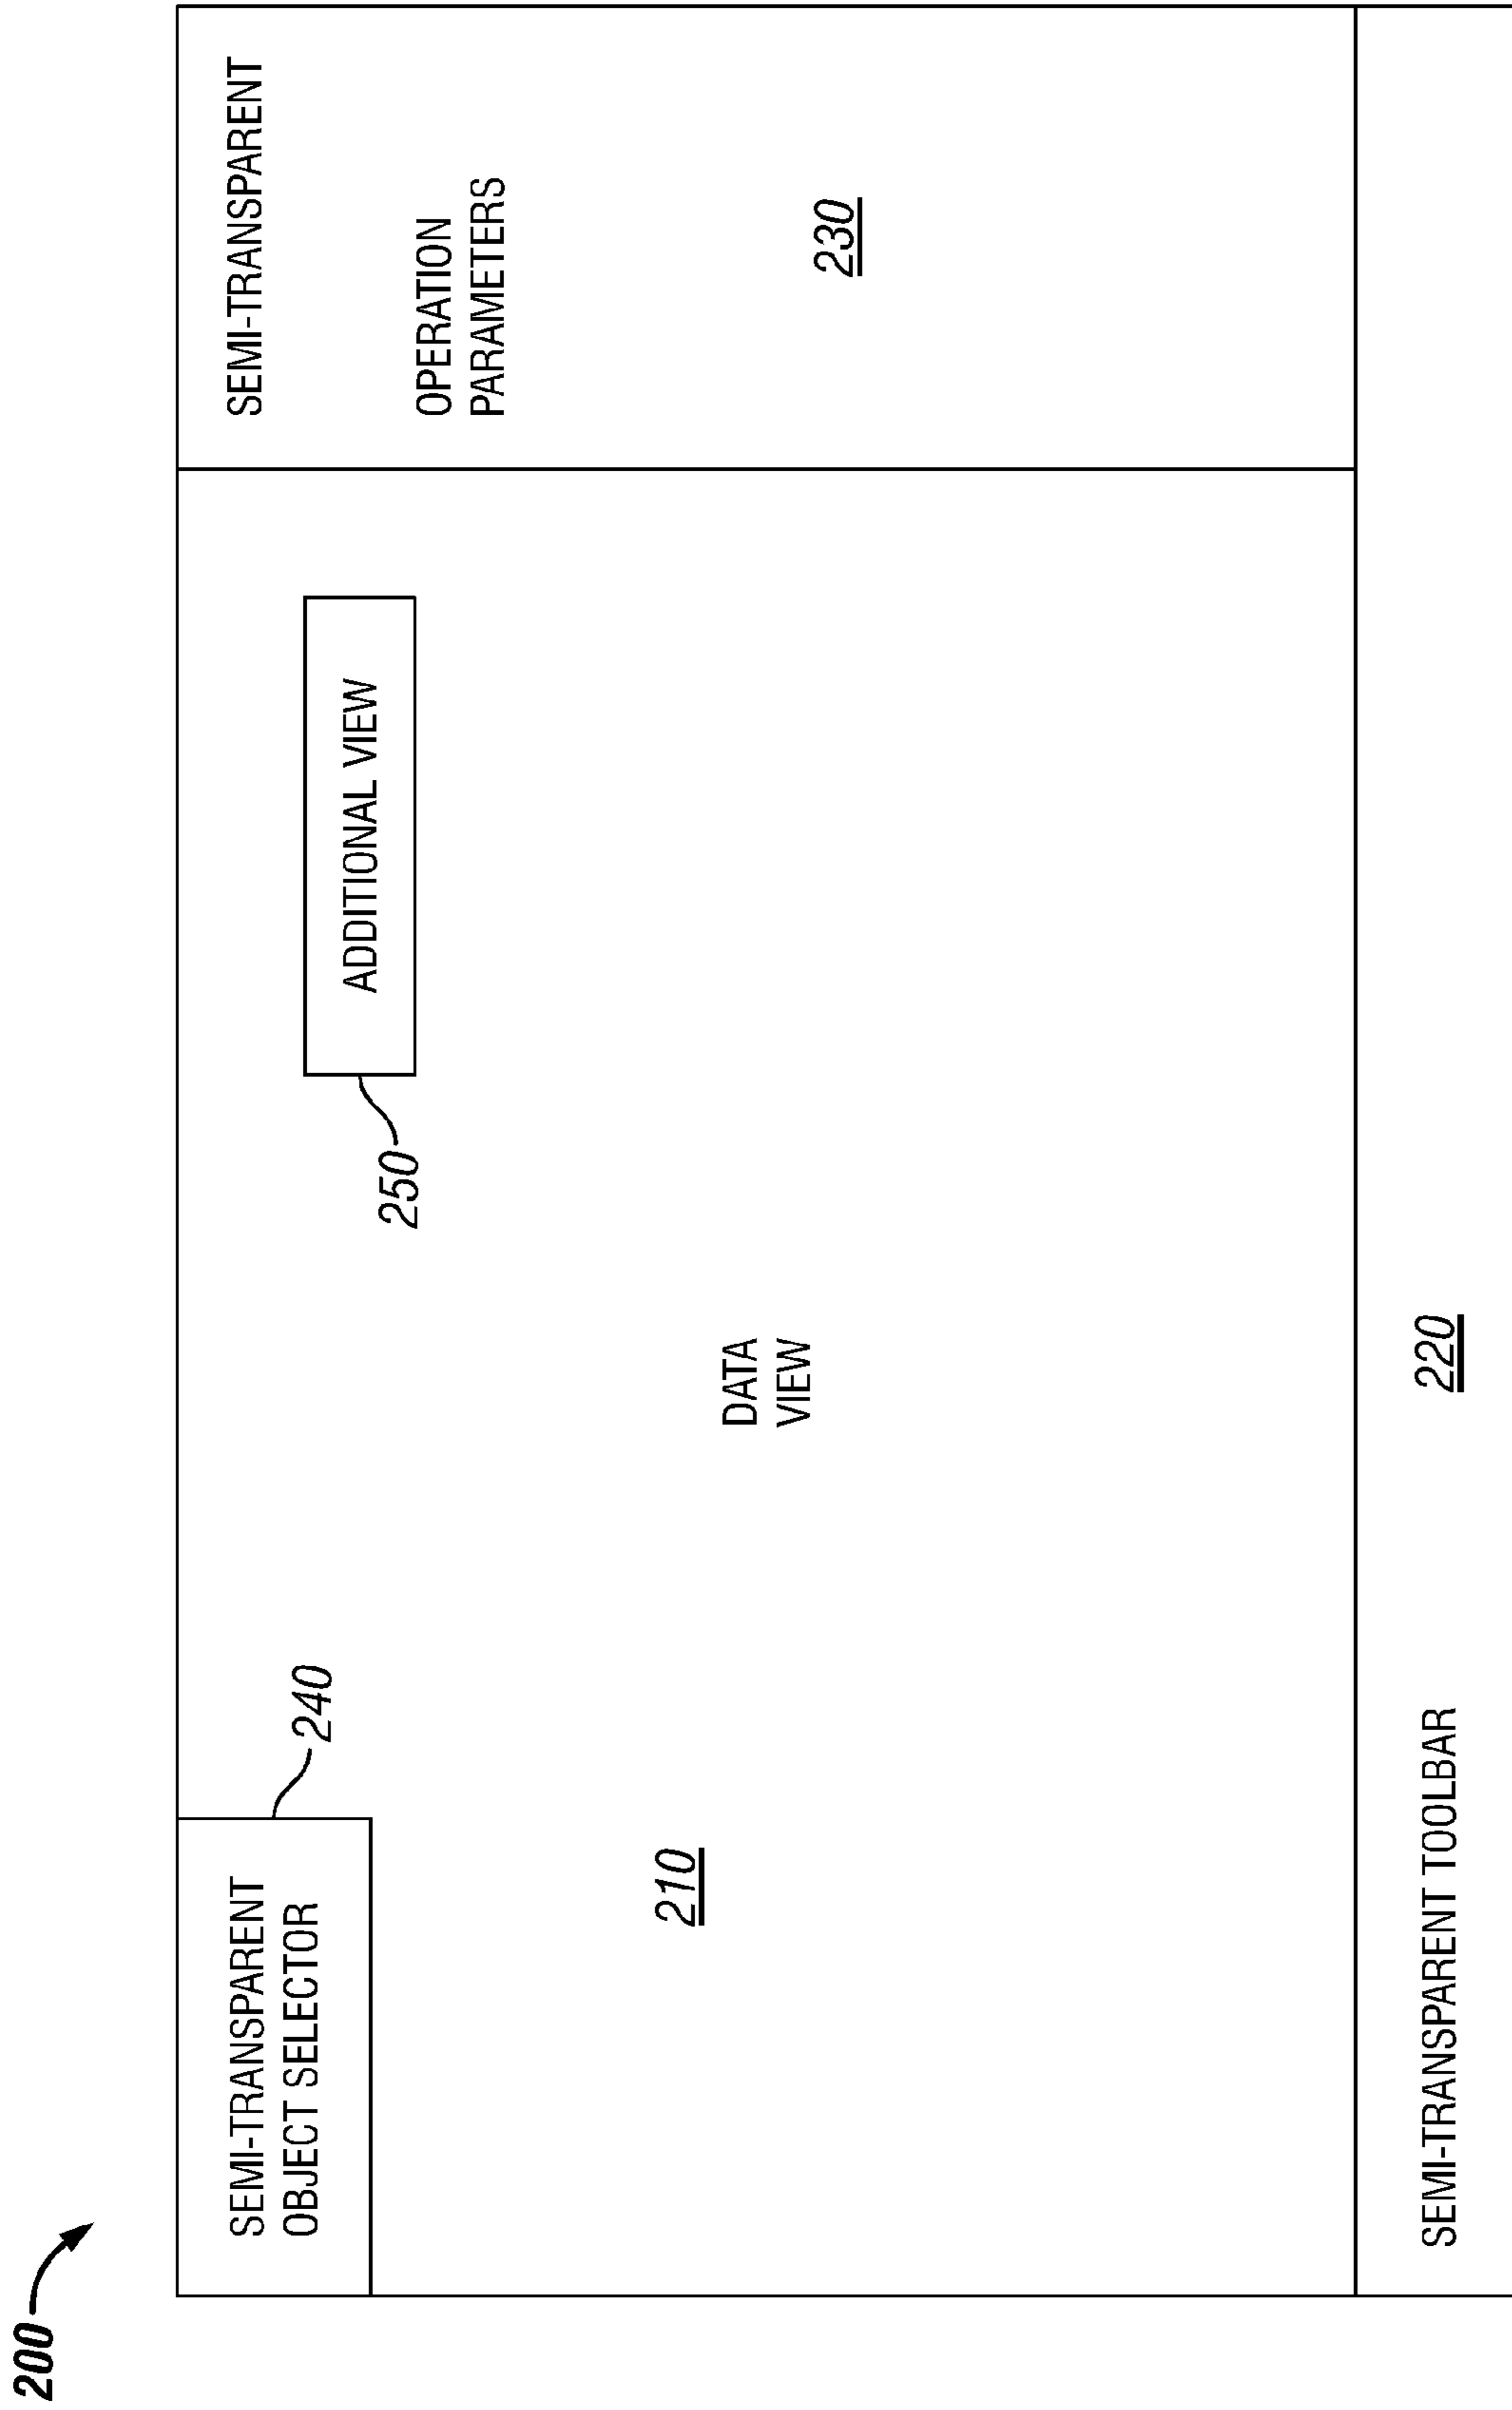 200
SEMI-TRANSPARENT
OBJECT SELECTOR
240
ADDITIONAL VIEW
250
SEMI-TRANSPARENT
OPERATION
PARAMETERS
230
DATA
VIEW
210
SEMI-TRANSPARENT TOOLBAR
220